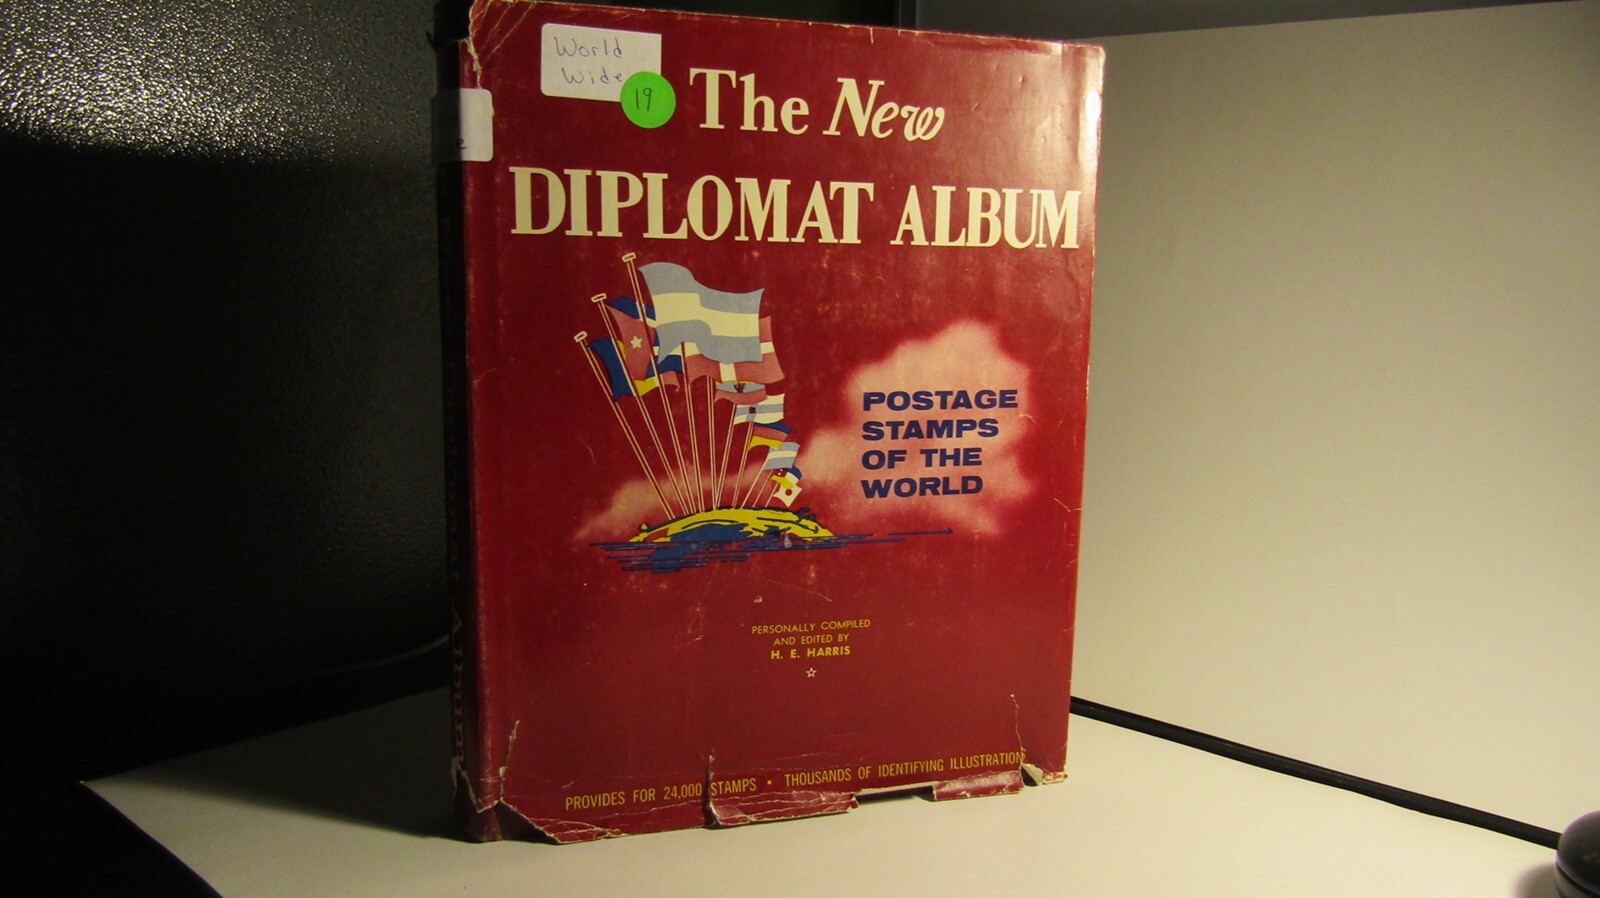 World
Wide
19
The New
DIPLOMAT ALBUM
POSTAGE
STAMPS
OF THE
WORLD
PERSONALLY COMPILED
AND EDITED BY
H. E. HARRIS
PROVIDES FOR 24,000 STAMPS • THOUSANDS OF IDENTIFYING ILLUSTRATIONS